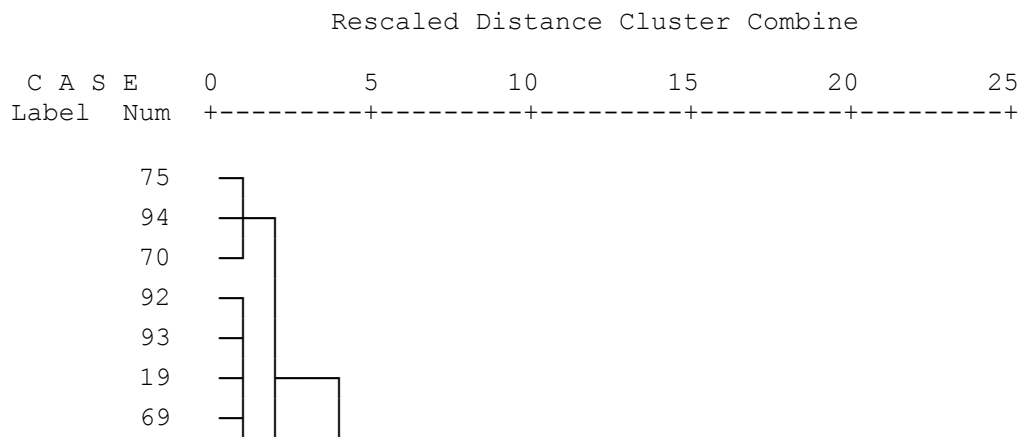 Rescaled Distance Cluster Combine
C A S E 0 5 10 15 20 25
Label Num +---------+---------+---------+---------+---------+
75
94
70
92
93
19
69